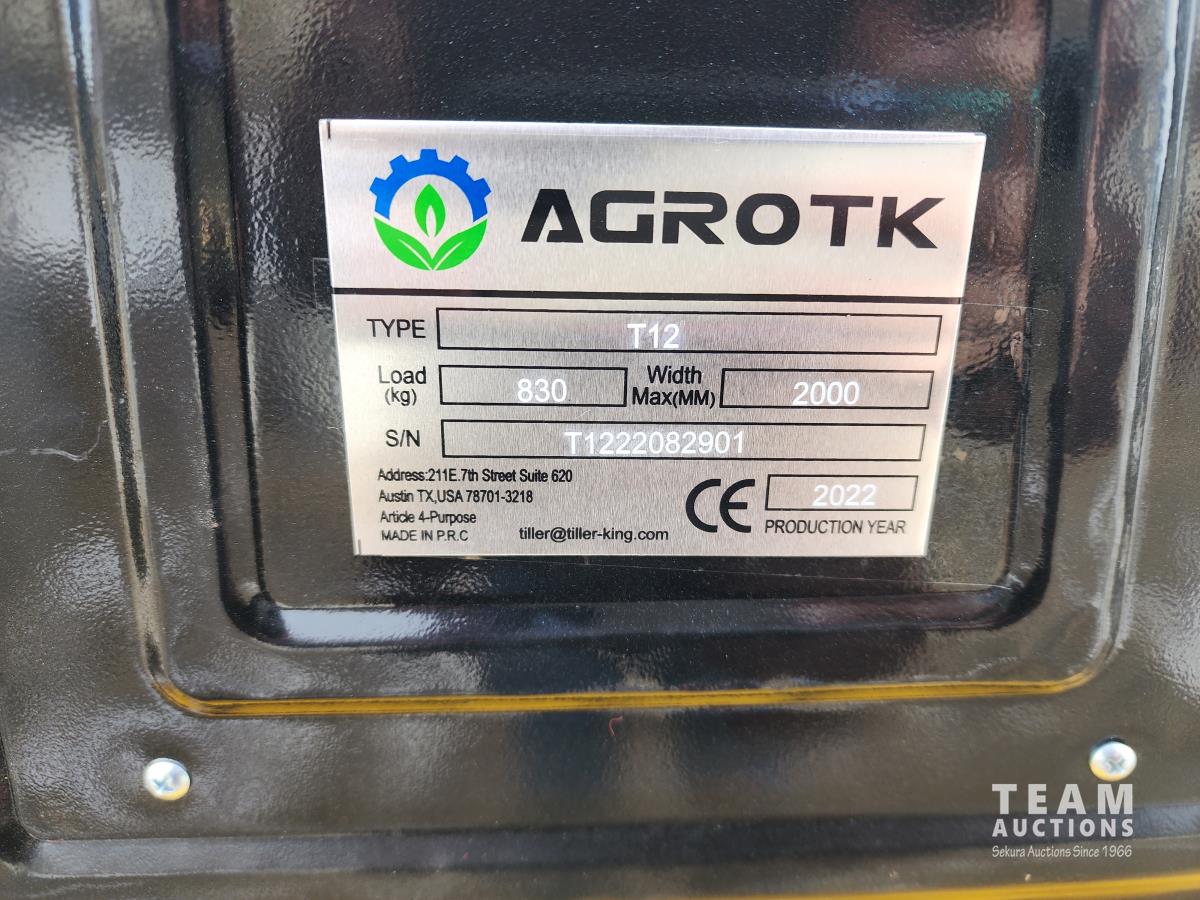 AGROTK
TYPE T12
Load (kg) 830 Width Max(MM) 2000
S/N T1222082901
Address:211E.7th Street Suite 620
Austin TX,USA 78701-3218
Article 4-Purpose
MADE IN P.R.C
tiller@tiller-king.com
CE
2022
PRODUCTION YEAR
TEAM
AUCTIONS
Sekura Auctions Since 1966